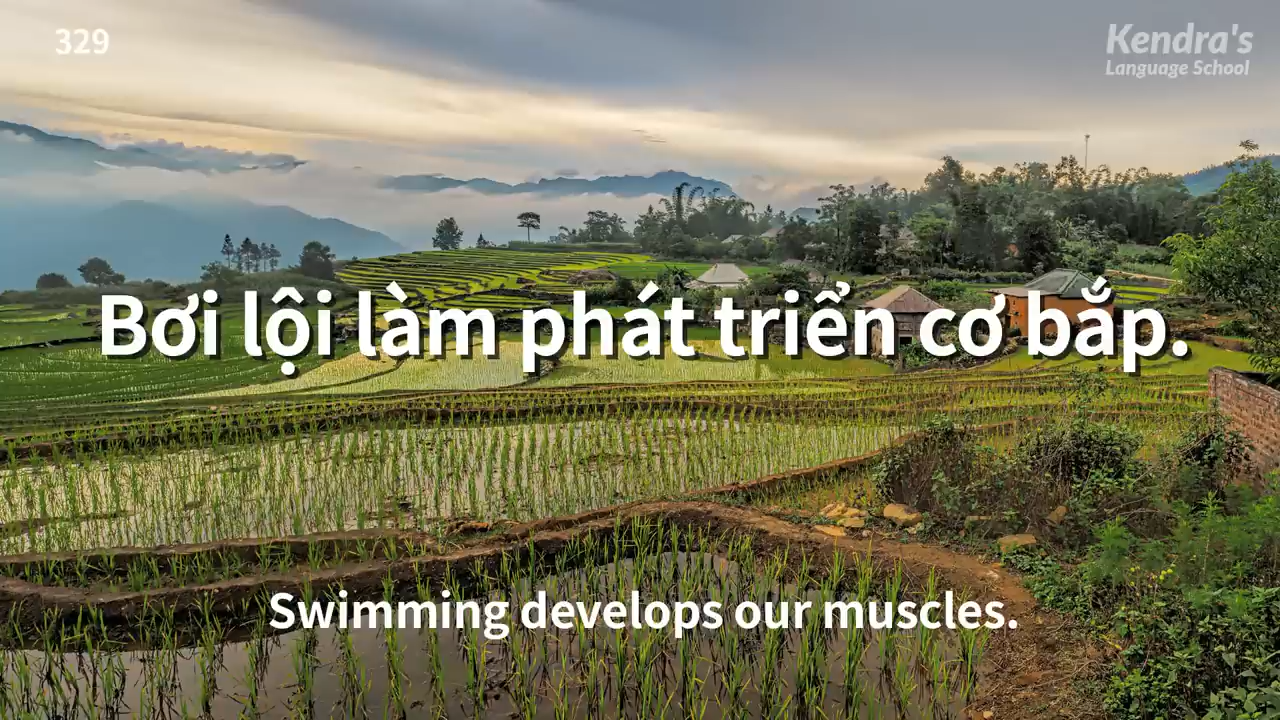 329
Kendra's
Language School
Bơi lội làm phát triển cơ bắp.
Swimming develops our muscles.